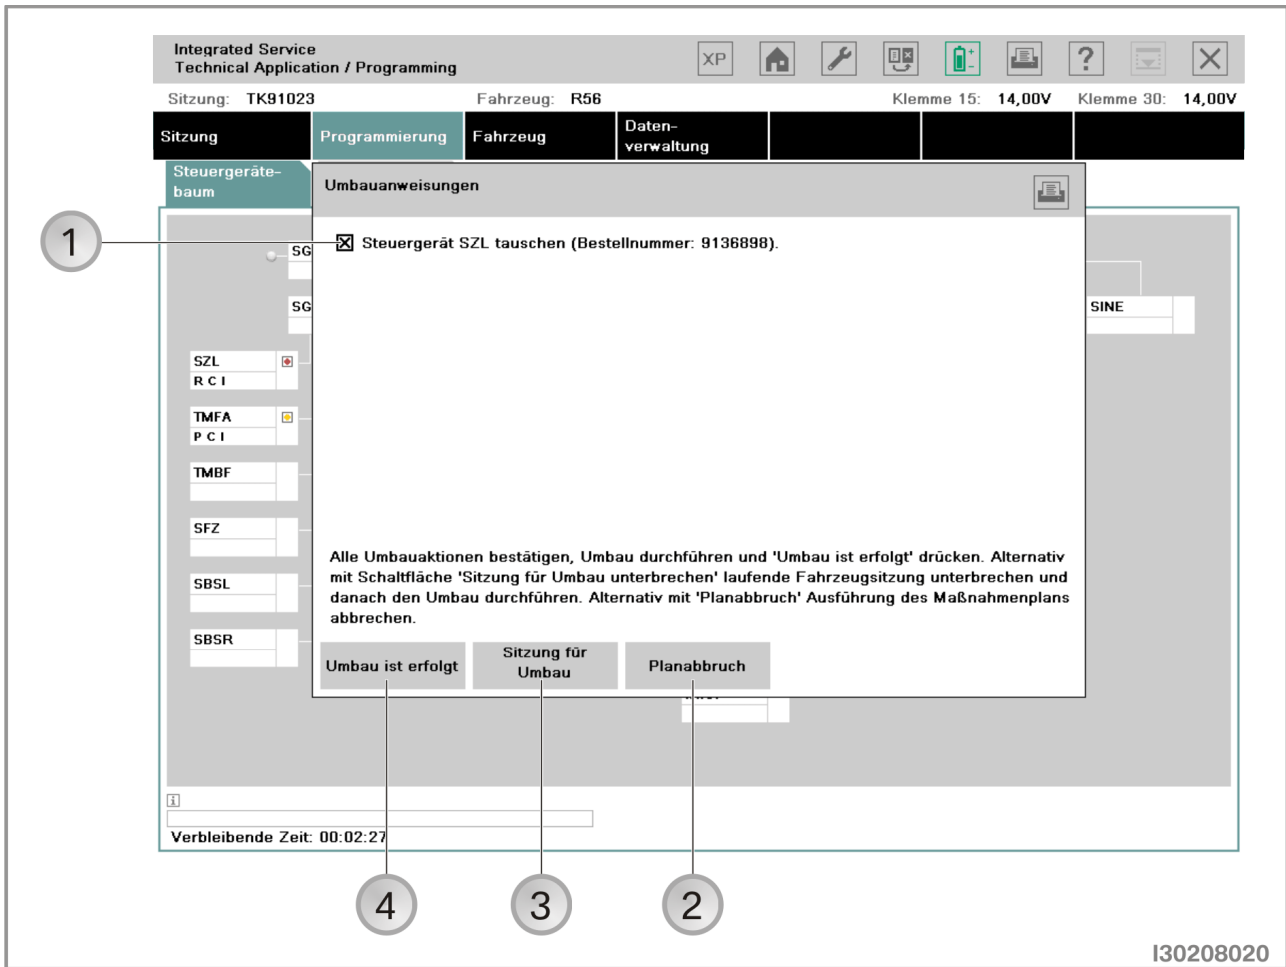 Integrated Service
Technical Application / Programming
XP
?
Sitzung: TK91023 Fahrzeug: R56 Klemme 15: 14,00V Klemme 30: 14,00V
Sitzung Programmierung Fahrzeug Daten-
verwaltung
Steuergeräte-
baum
Umbauanweisungen
1
Steuergerät SZL tauschen (Bestellnummer: 9136898).
SG
SG
SINE
SZL
R C I
TMFA
P C I
TMBF
SFZ
SBSL
SBSR
Alle Umbauaktionen bestätigen, Umbau durchführen und 'Umbau ist erfolgt' drücken. Alternativ
mit Schaltfläche 'Sitzung für Umbau unterbrechen' laufende Fahrzeugsitzung unterbrechen und
danach den Umbau durchführen. Alternativ mit 'Planabbruch' Ausführung des Maßnahmenplans
abbrechen.
Umbau ist erfolgt
Sitzung für
Umbau
Planabbruch
i
Verbleibende Zeit: 00:02:27
4 3 2
I30208020